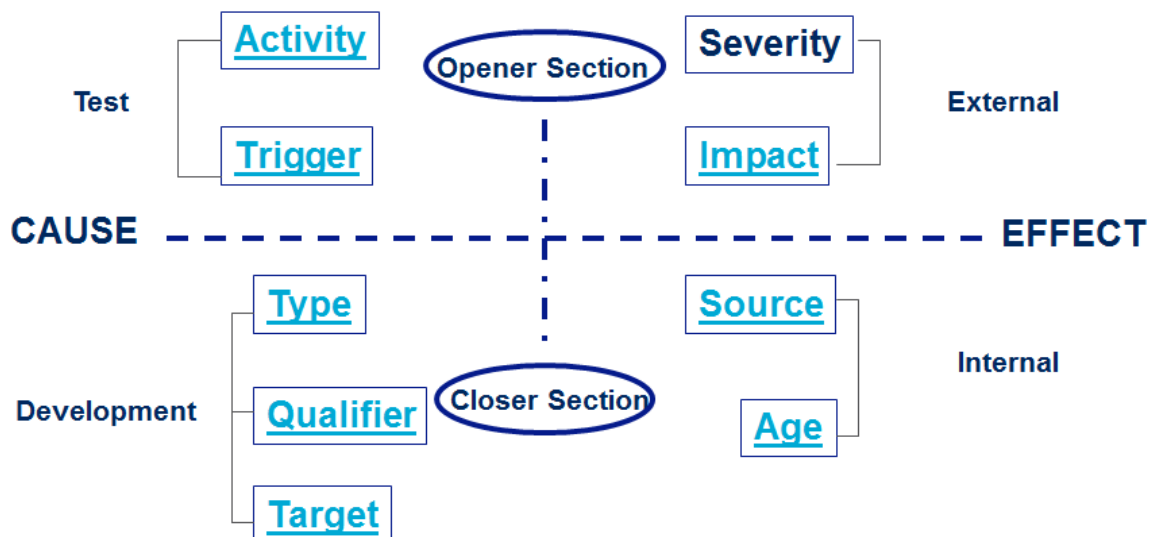 Activity
Severity
Opener Section
Test
External
Trigger
Impact
CAUSE
EFFECT
Type
Source
Internal
Development
Qualifier
Closer Section
Age
Target